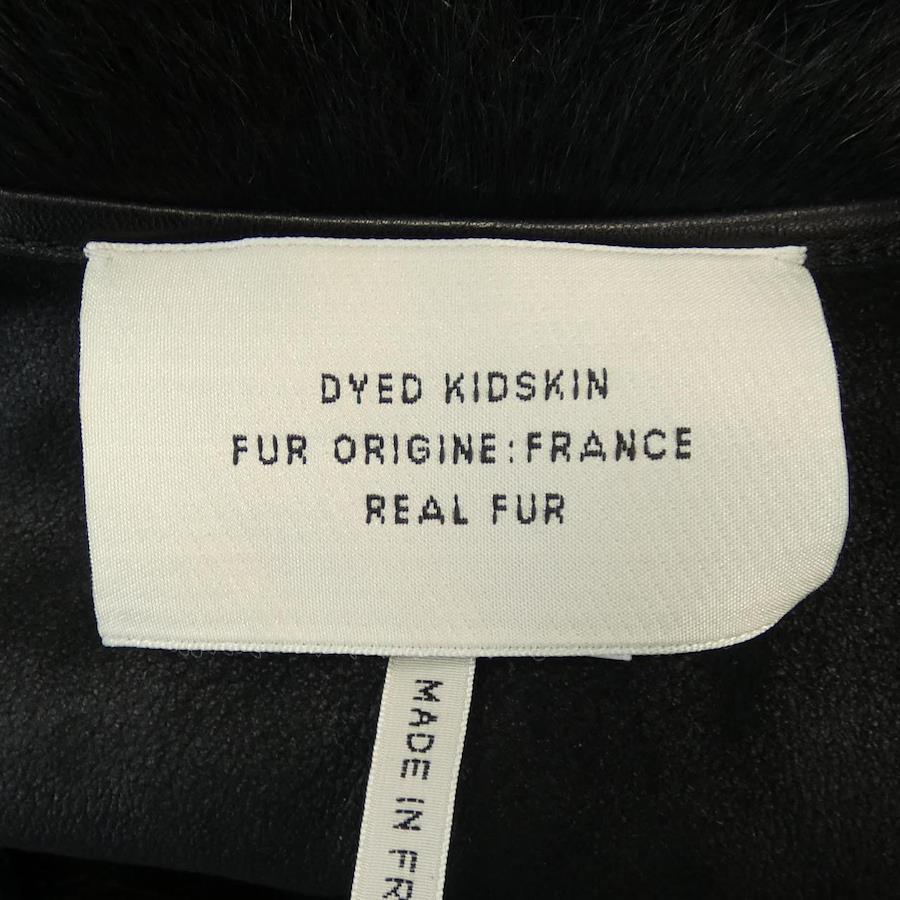 DYED KIDSKIN
FUR ORIGINE:FRANCE
REAL FUR
MADE IN FR